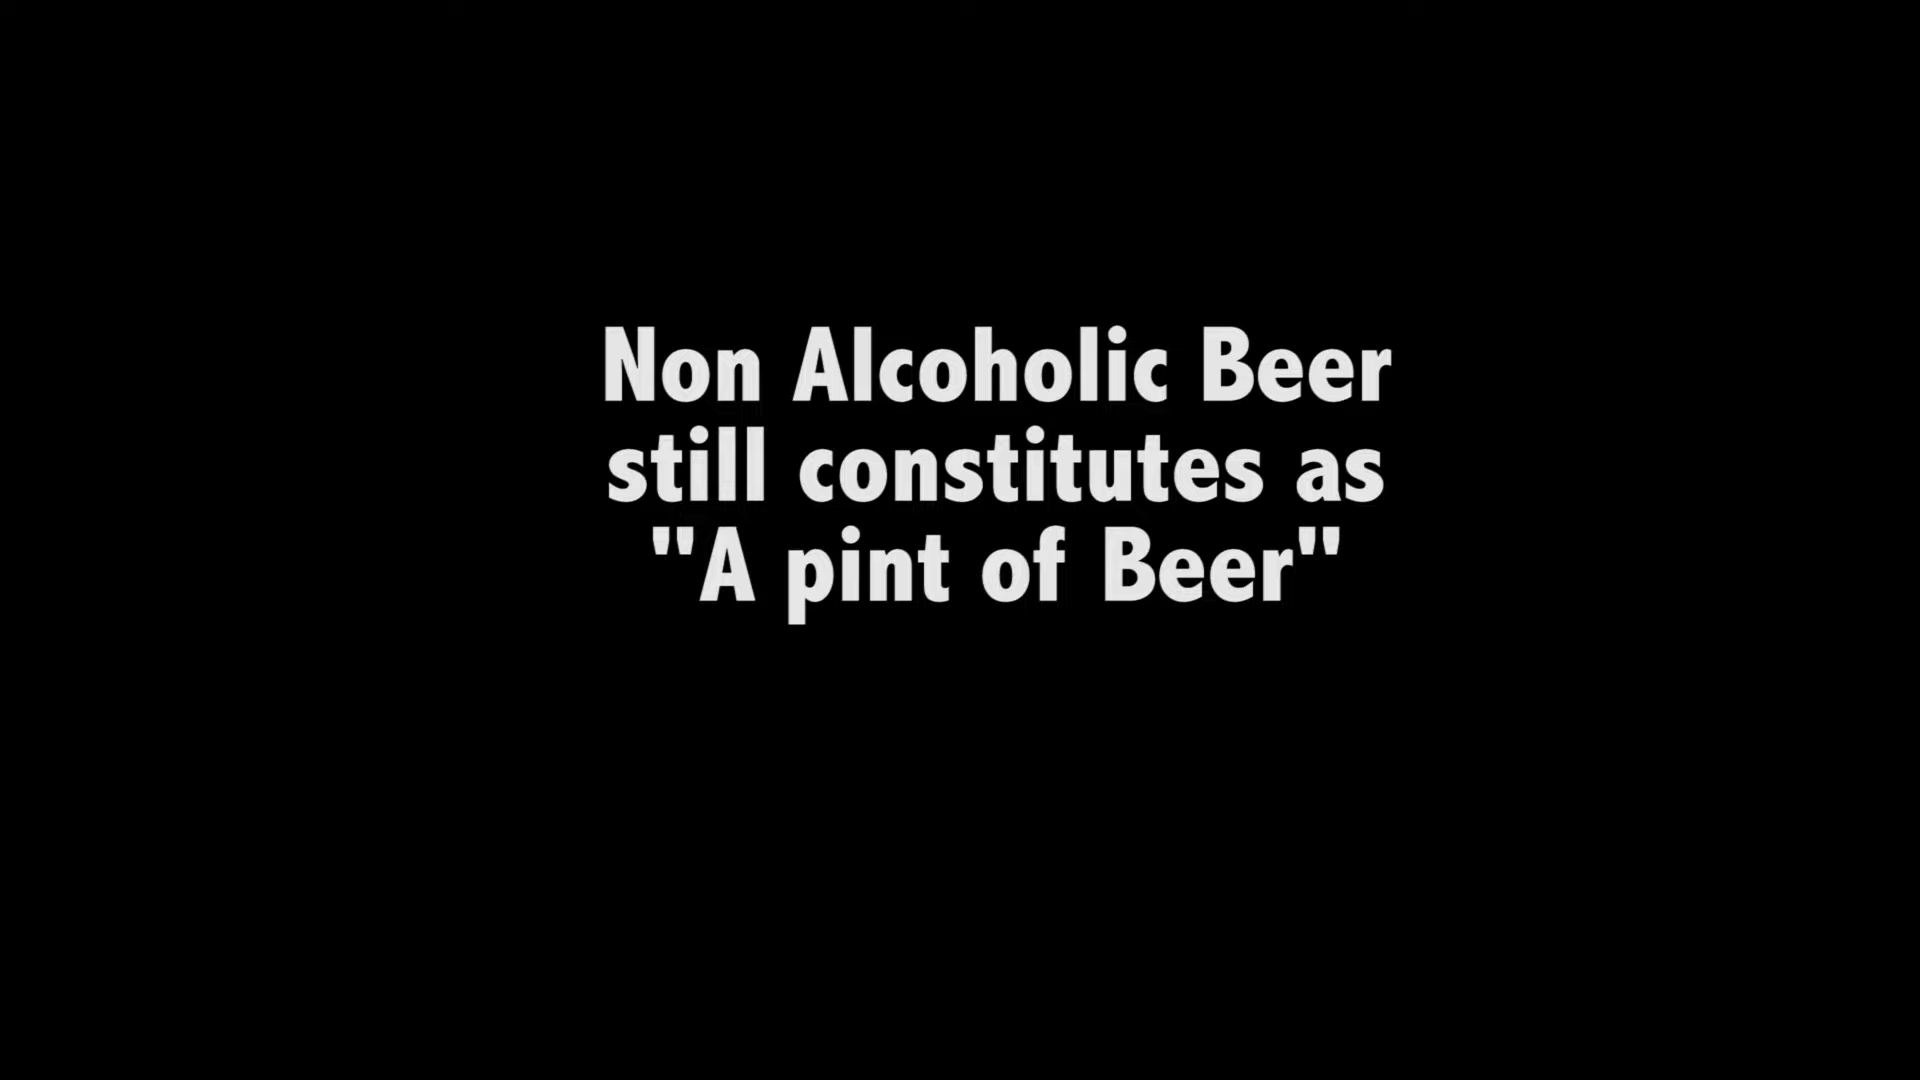 Non Alcoholic Beer
still constitutes as
"A pint of Beer"